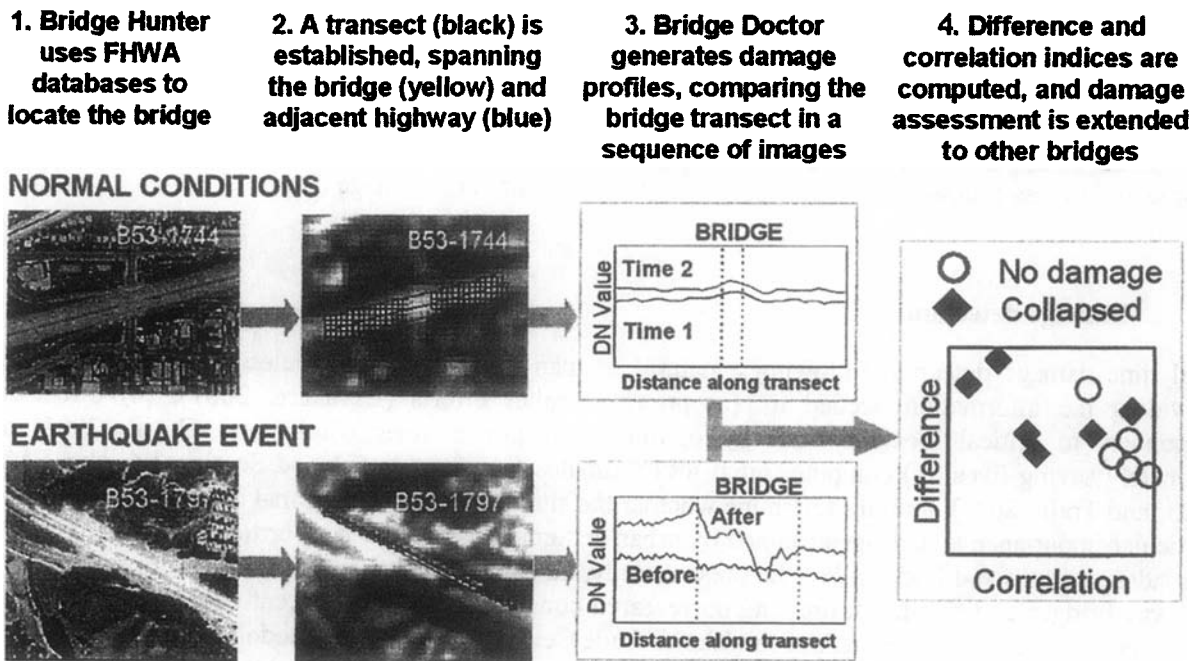 1. Bridge Hunter
uses FHWA
databases to
locate the bridge
2. A transect (black) is
established, spanning
the bridge (yellow) and
adjacent highway (blue)
3. Bridge Doctor
generates damage
profiles, comparing the
bridge transect in a
sequence of images
4. Difference and
correlation indices are
computed, and damage
assessment is extended
to other bridges
NORMAL CONDITIONS
B53-1744
B53-1744
BRIDGE
DN Value
Time 2
Time 1
Distance along transect
EARTHQUAKE EVENT
B53-1797
B53-1797
BRIDGE
DN Value
After
Before
Distance along transect
No damage
Collapsed
Difference
Correlation